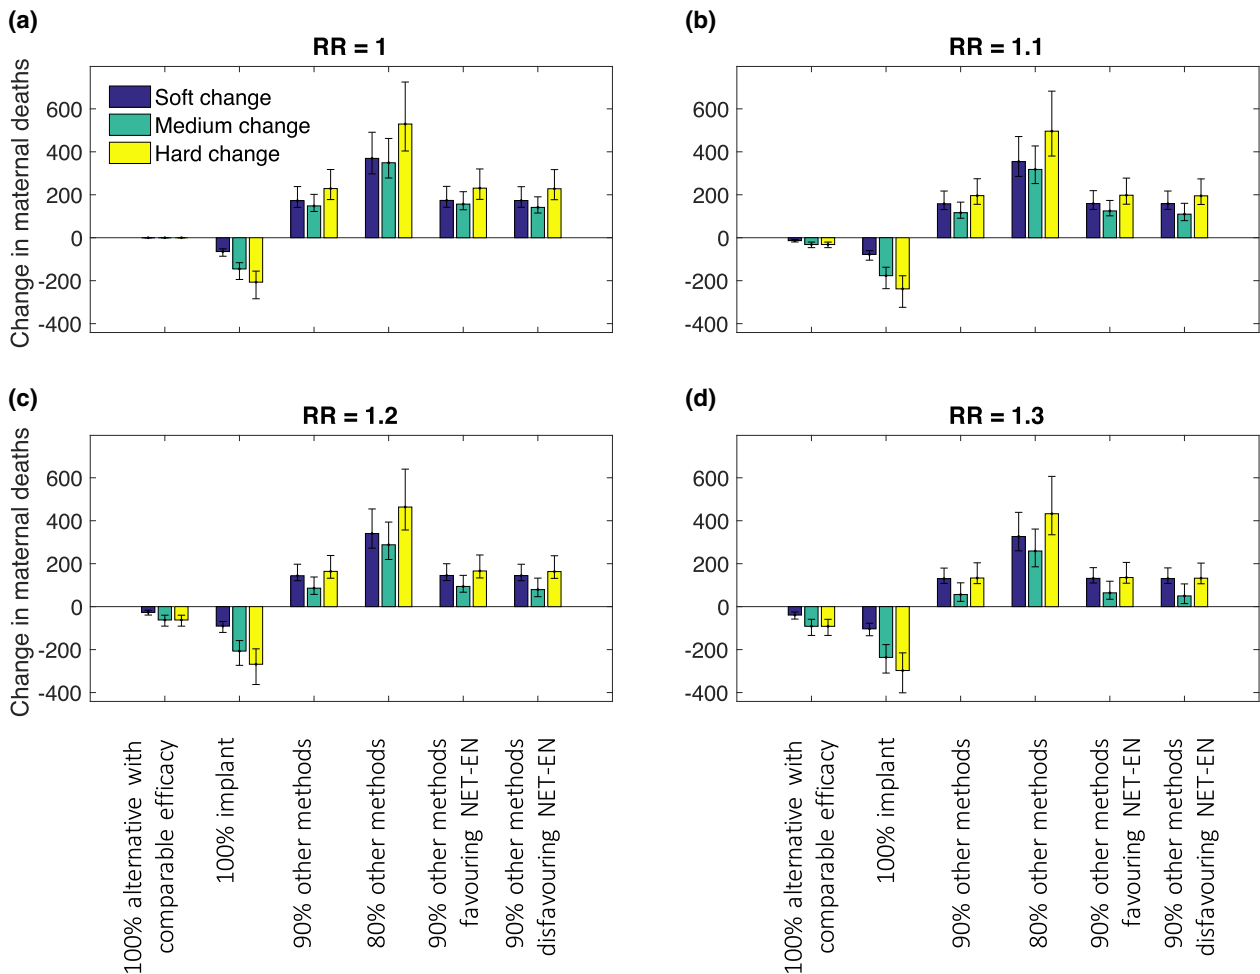 (a)
RR = 1
Change in maternal deaths
600
400
200
0
-200
-400
Soft change
Medium change
Hard change
(b)
RR = 1.1
600
400
200
0
-200
-400
(c)
RR = 1.2
Change in maternal deaths
600
400
200
0
-200
-400
100% alternative with
comparable efficacy
100% implant
90% other methods
80% other methods
90% other methods
favouring NET-EN
90% other methods
disfavouring NET-EN
(d)
RR = 1.3
600
400
200
0
-200
-400
100% alternative with
comparable efficacy
100% implant
90% other methods
80% other methods
90% other methods
favouring NET-EN
90% other methods
disfavouring NET-EN